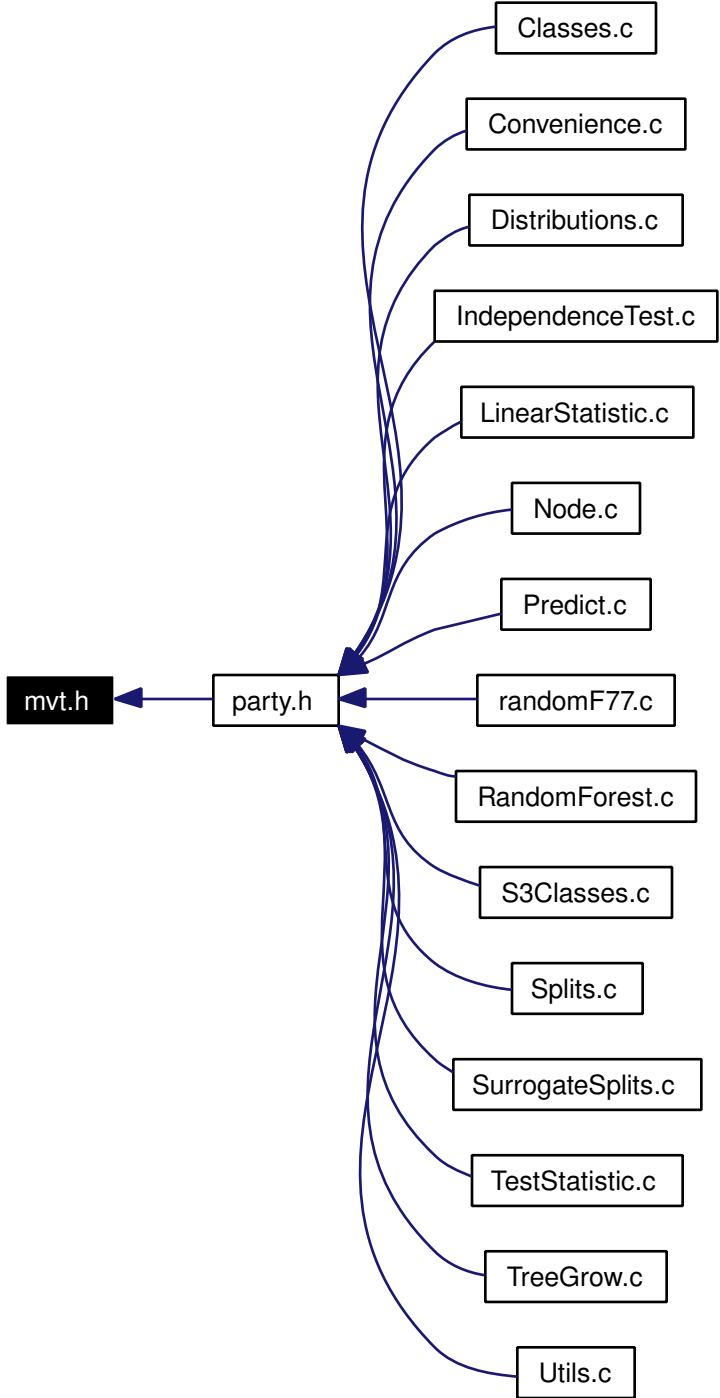 Classes.c
Convenience.c
Distributions.c
IndependenceTest.c
LinearStatistic.c
Node.c
Predict.c
mvt.h
party.h
randomF77.c
RandomForest.c
S3Classes.c
Splits.c
SurrogateSplits.c
TestStatistic.c
TreeGrow.c
Utils.c